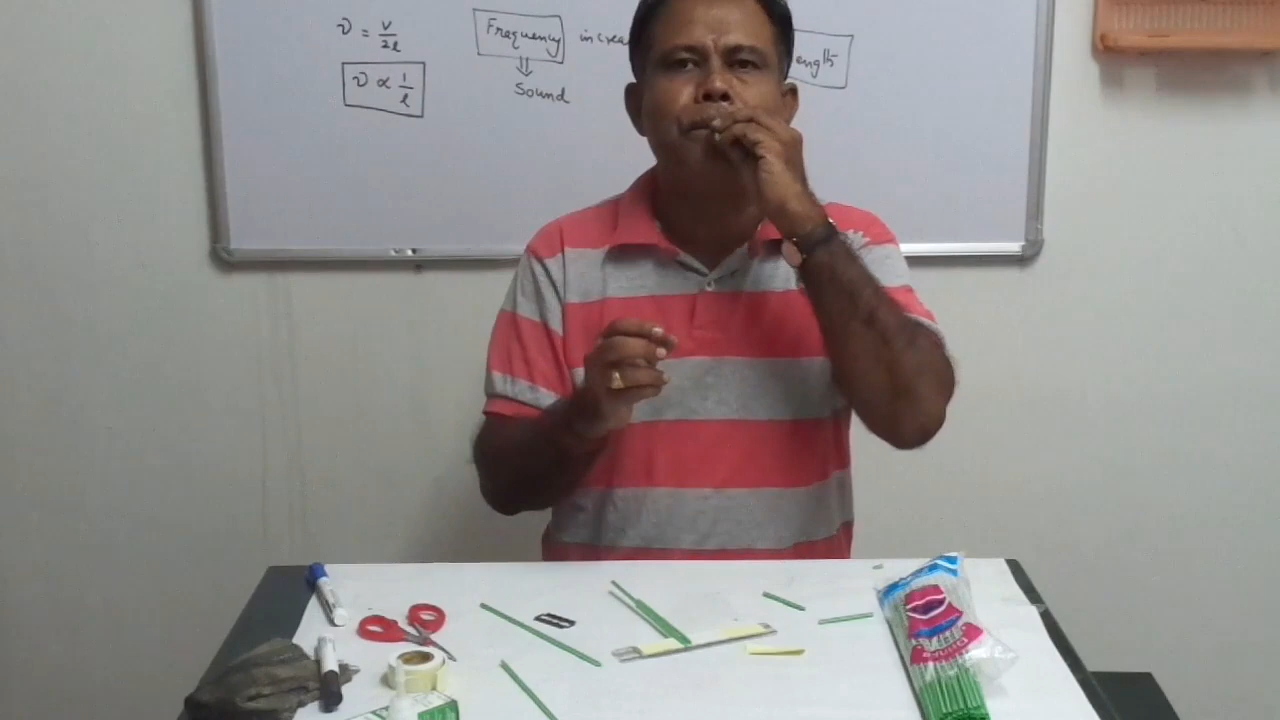 ν = v/2l
ν ∝ 1/l
Frequency increa
⇓
Sound
ength